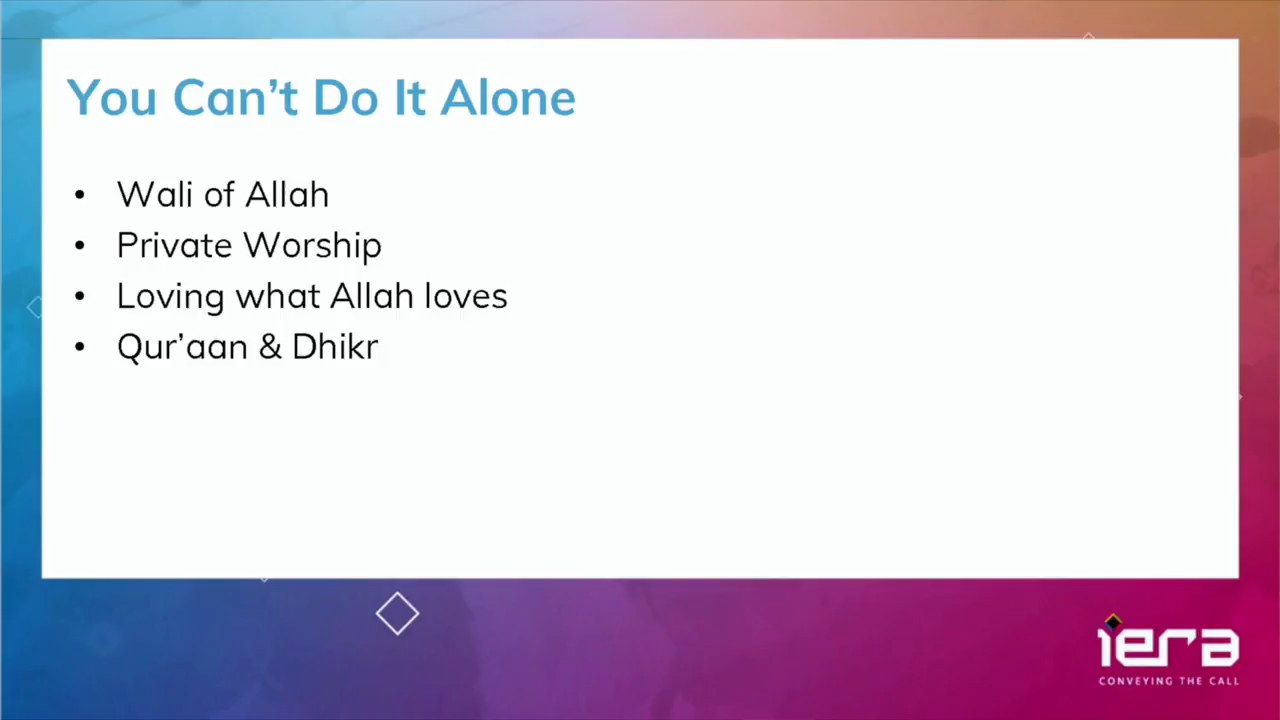 You Can’t Do It Alone
• Wali of Allah
• Private Worship
• Loving what Allah loves
• Qur’aan & Dhikr
iera
CONVEYING THE CALL